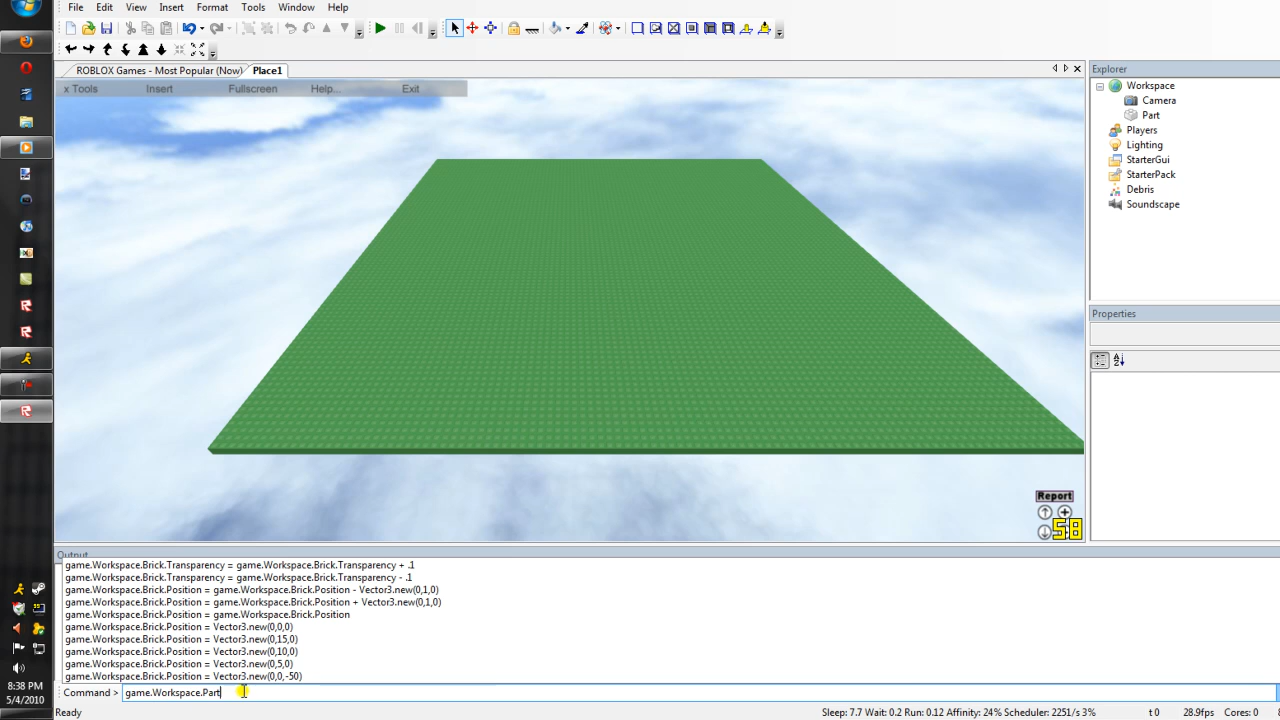 File Edit View Insert Format Tools Window Help
ROBLOX Games - Most Popular (Now) Place1
x Tools Insert Fullscreen Help... Exit
Explorer
Workspace
Camera
Part
Players
Lighting
StarterGui
StarterPack
Debris
Soundscape
Properties
Report
58
Output
game.Workspace.Brick.Transparency = game.Workspace.Brick.Transparency + .1
game.Workspace.Brick.Transparency = game.Workspace.Brick.Transparency - .1
game.Workspace.Brick.Position = game.Workspace.Brick.Position - Vector3.new(0,1,0)
game.Workspace.Brick.Position = game.Workspace.Brick.Position + Vector3.new(0,1,0)
game.Workspace.Brick.Position = game.Workspace.Brick.Position
game.Workspace.Brick.Position = Vector3.new(0,0,0)
game.Workspace.Brick.Position = Vector3.new(0,15,0)
game.Workspace.Brick.Position = Vector3.new(0,10,0)
game.Workspace.Brick.Position = Vector3.new(0,5,0)
game.Workspace.Brick.Position = Vector3.new(0,0,-50)
Command > game.Workspace.Part
8:38 PM
5/4/2010
Ready
Sleep: 7.7 Wait: 0.2 Run: 0.12 Affinity: 24% Scheduler: 2251/s 3% t 0 28.9fps Cores: 0